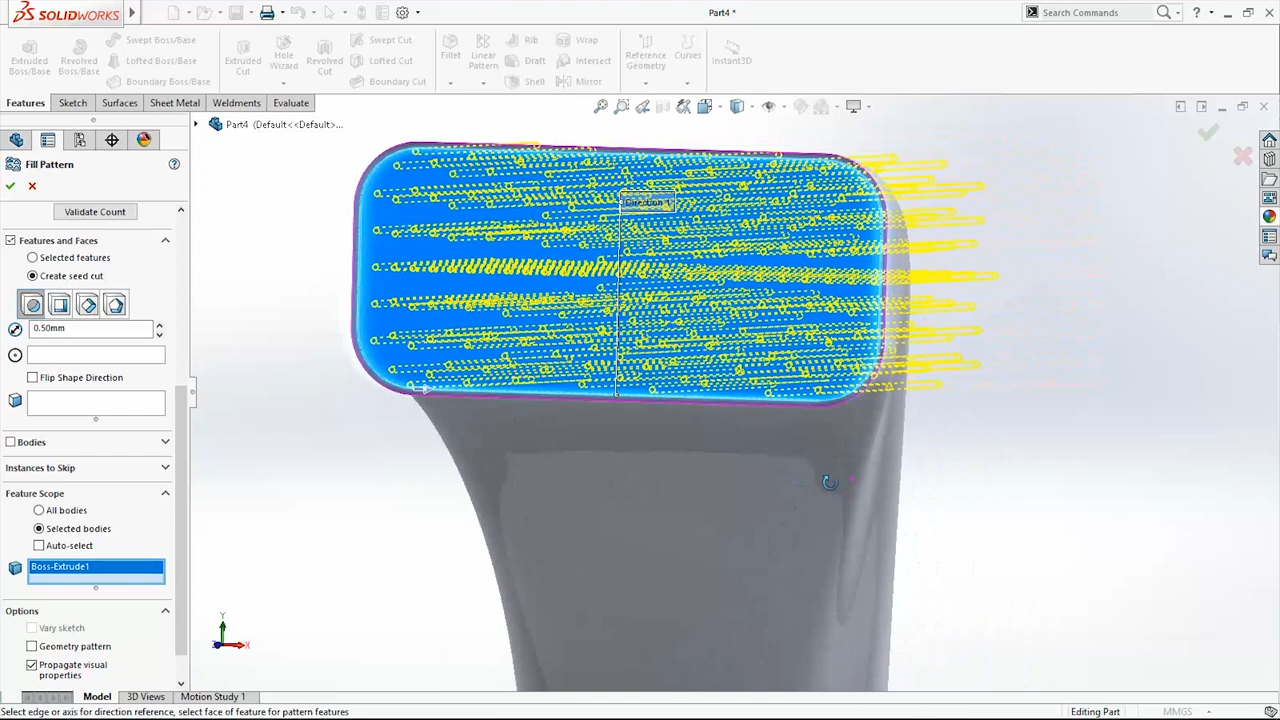 SOLIDWORKS
Part4 *
Search Commands
Extruded
Boss/Base
Revolved
Boss/Base
Swept Boss/Base
Lofted Boss/Base
Boundary Boss/Base
Extruded
Cut
Hole
Wizard
Revolved
Cut
Swept Cut
Lofted Cut
Boundary Cut
Fillet
Linear
Pattern
Rib
Draft
Shell
Wrap
Intersect
Mirror
Reference
Geometry
Curves
Instant3D
Features
Sketch
Surfaces
Sheet Metal
Weldments
Evaluate
Part4 (Default<<Default>...
Fill Pattern
Validate Count
Features and Faces
Selected features
Create seed cut
0.50mm
Flip Shape Direction
Bodies
Instances to Skip
Feature Scope
All bodies
Selected bodies
Auto-select
Boss-Extrude1
Options
Vary sketch
Geometry pattern
Propagate visual
properties
Direction 1
Y
X
Model
3D Views
Motion Study 1
Select edge or axis for direction reference, select face of feature for pattern features
Editing Part
MMGS